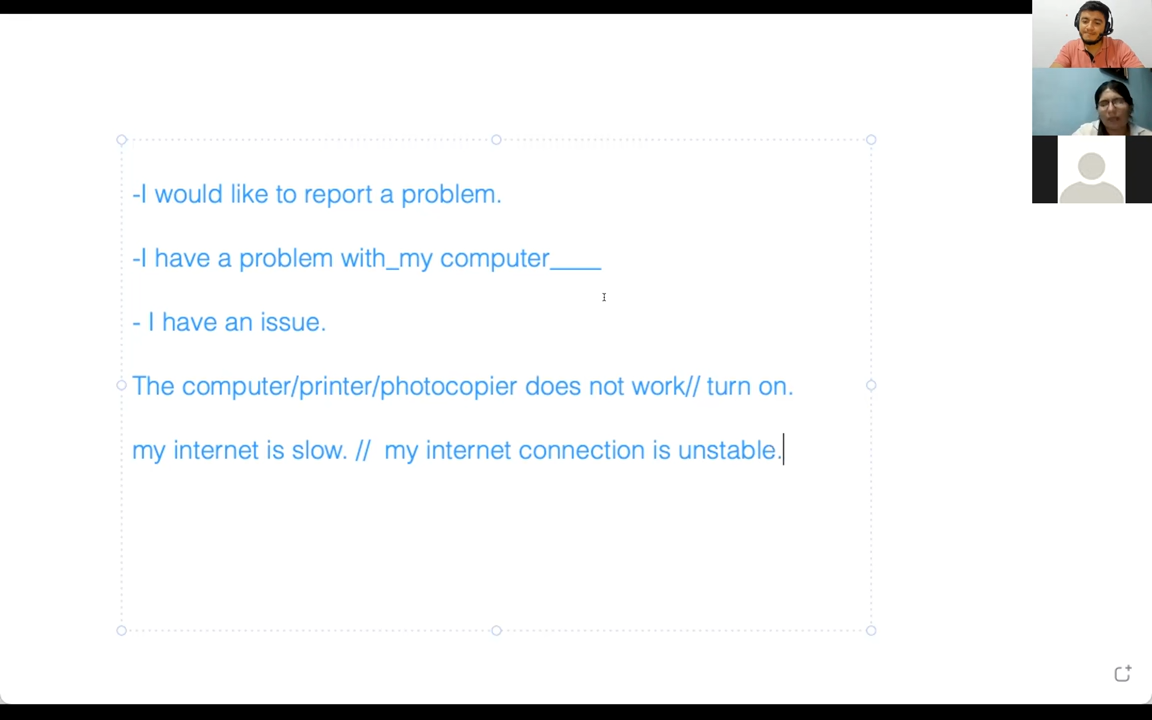 -I would like to report a problem.
-I have a problem with_my computer____
- I have an issue.
The computer/printer/photocopier does not work// turn on.
my internet is slow. //  my internet connection is unstable.